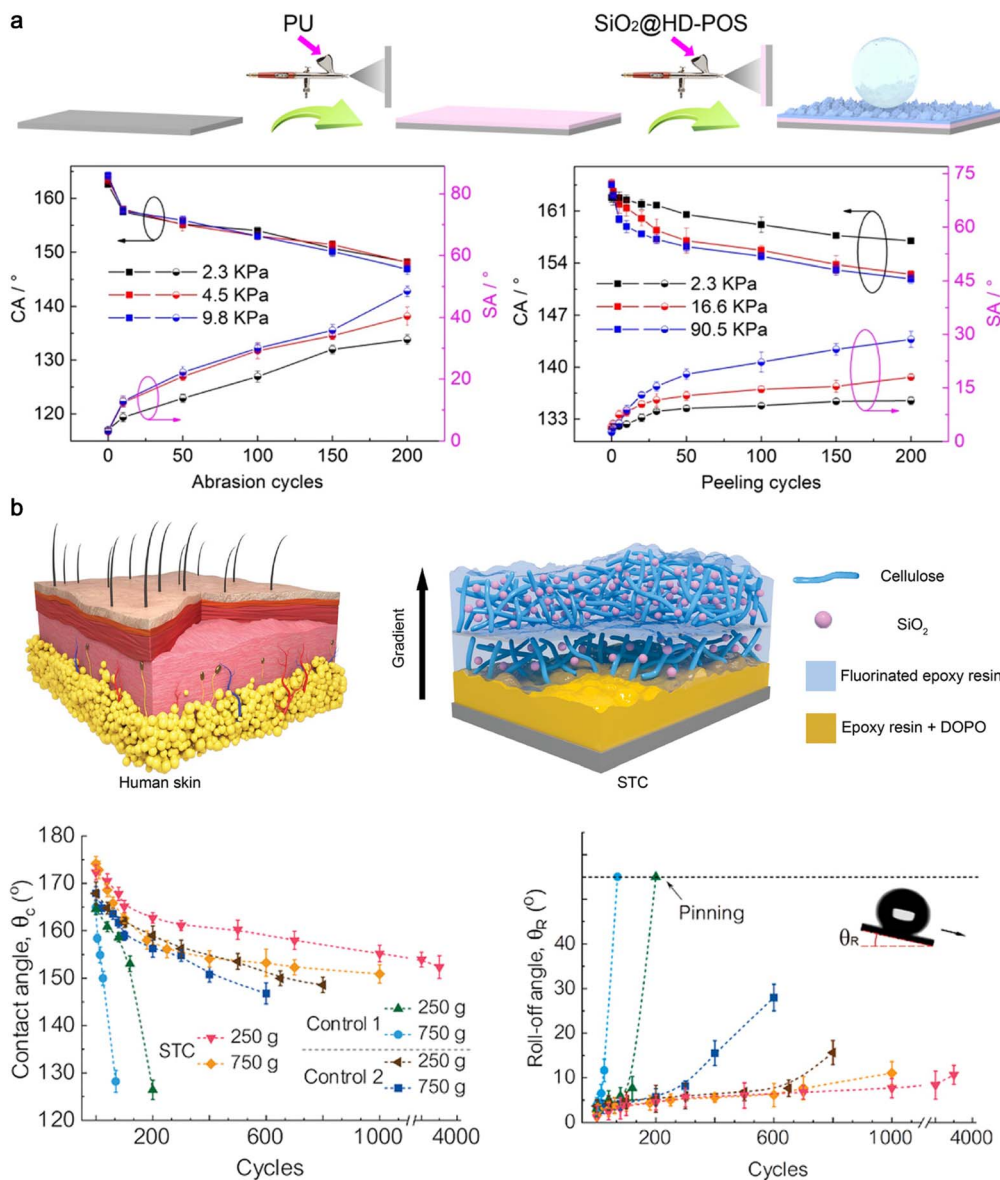 a
PU
SiO2@HD-POS
CA / °
160
150
140
130
120
2.3 KPa
4.5 KPa
9.8 KPa
80
60
40
20
0
SA / °
0
50
100
150
200
Abrasion cycles
CA / °
161
154
147
140
133
2.3 KPa
16.6 KPa
90.5 KPa
75
60
45
30
15
0
SA / °
0
50
100
150
200
Peeling cycles
b
Human skin
Gradient
STC
Cellulose
SiO2
Fluorinated epoxy resin
Epoxy resin + DOPO
Contact angle, θc (°)
180
170
160
150
140
130
120
STC
250 g
750 g
Control 1
250 g
750 g
Control 2
250 g
750 g
200
600
1000
4000
Cycles
Roll-off angle, θR (°)
40
30
20
10
0
Pinning
θR
200
600
1000
4000
Cycles